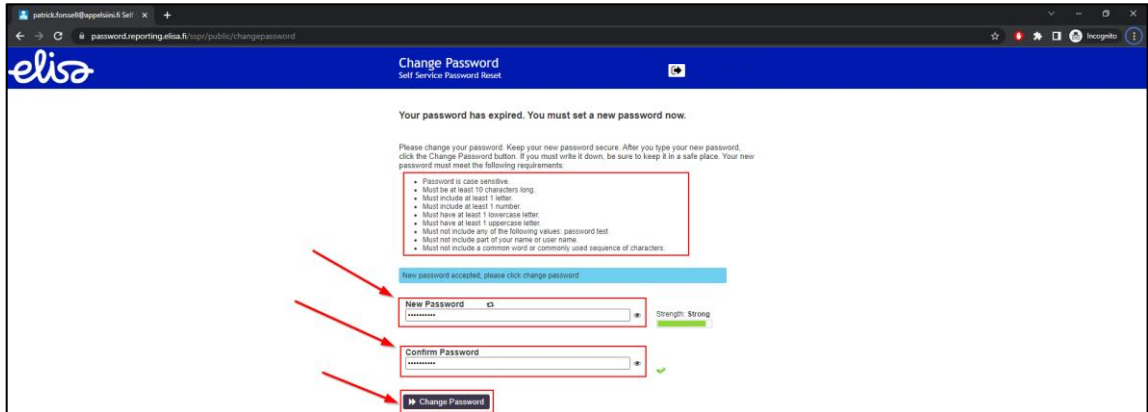 patrick.forssell@appelsiini.fi Self
password.reporting.elisa.fi/sspr/public/changepassword
Incognito
elisa
Change Password
Self Service Password Reset
Your password has expired. You must set a new password now.
Please change your password. Keep your new password secure. After you type your new password,
click the Change Password button. If you must write it down, be sure to keep it in a safe place. Your new
password must meet the following requirements:
Password is case sensitive.
Must be at least 10 characters long.
Must include at least 1 letter.
Must include at least 1 number.
Must have at least 1 lowercase letter.
Must have at least 1 uppercase letter.
Must not include any of the following values: password test
Must not include part of your name or user name.
Must not include a common word or commonly used sequence of characters.
New password accepted, please click change password
New Password
Strength: Strong
Confirm Password
Change Password